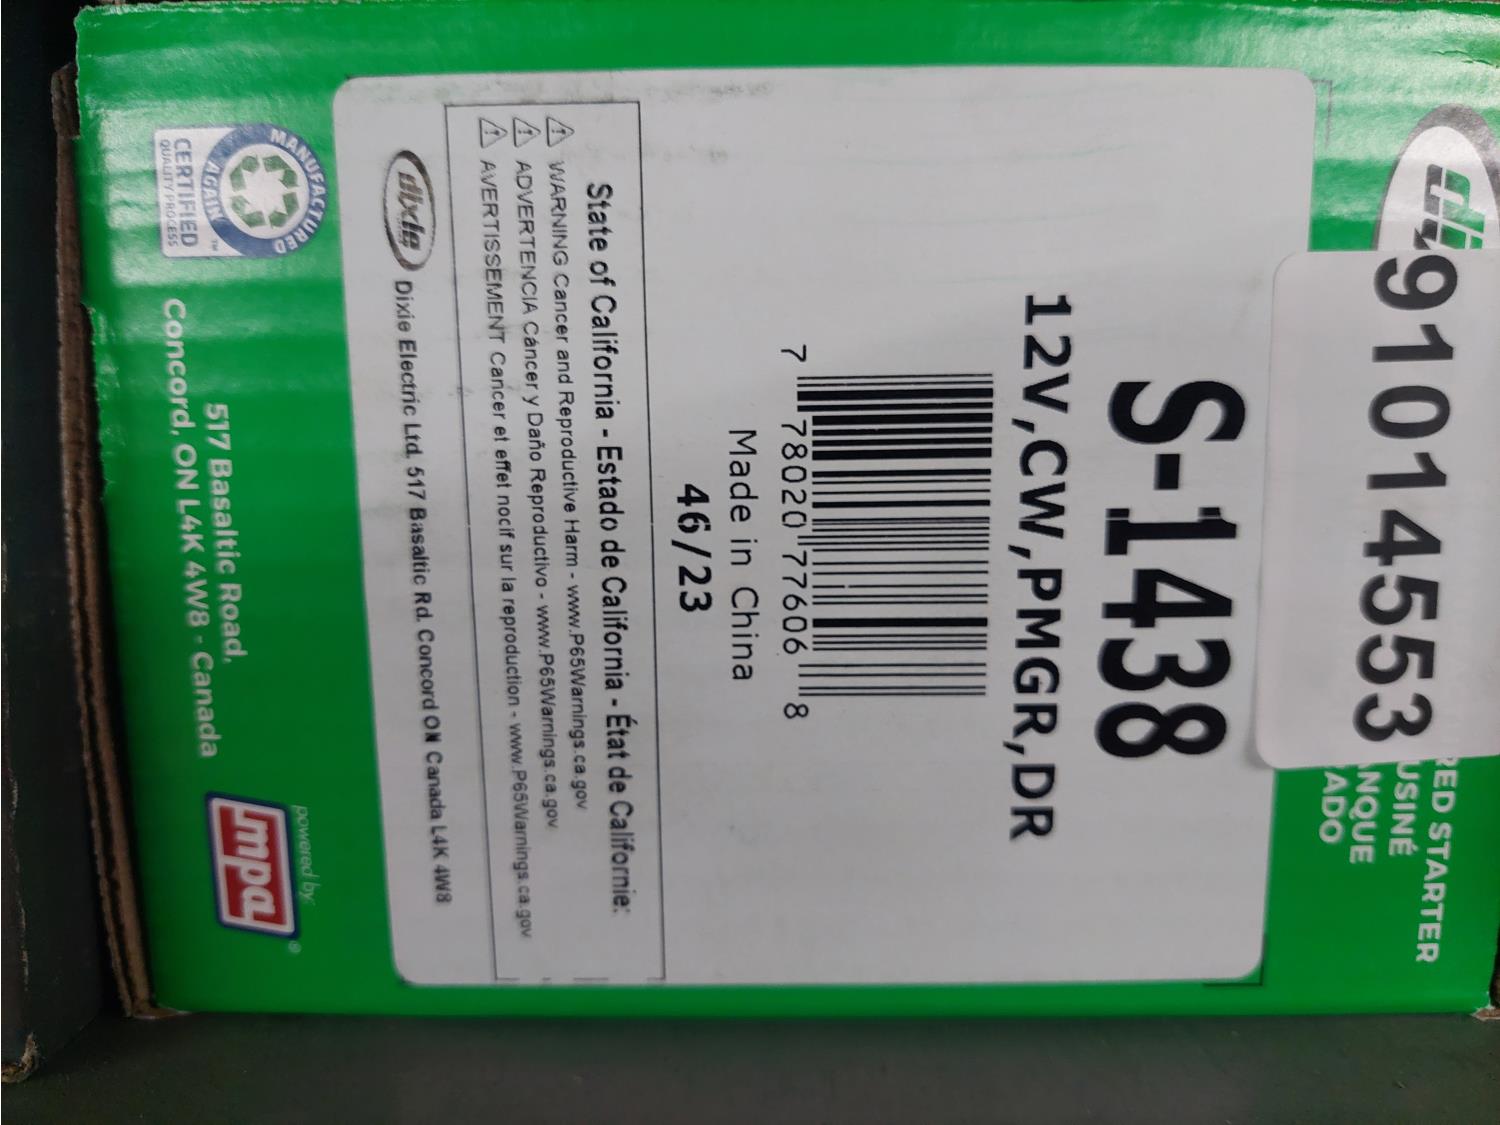 91014553
RED STARTER
USINÉ
NQUE
ADO
S-1438
12V,CW,PMGR,DR
7 78020 77606 8
Made in China
46/23
State of California - Estado de California - État de Californie:
WARNING Cancer and Reproductive Harm - www.P65Warnings.ca.gov
ADVERTENCIA Cáncer y Daño Reproductivo - www.P65Warnings.ca.gov
AVERTISSEMENT Cancer et effet nocif sur la reproduction - www.P65Warnings.ca.gov
dixie Dixie Electric Ltd. 517 Basaltic Rd. Concord ON Canada L4K 4W8
MANUFACTURED AGAIN™
CERTIFIED
QUALITY PROCESS
517 Basaltic Road,
Concord, ON L4K 4W8 - Canada
powered by:
mpa®